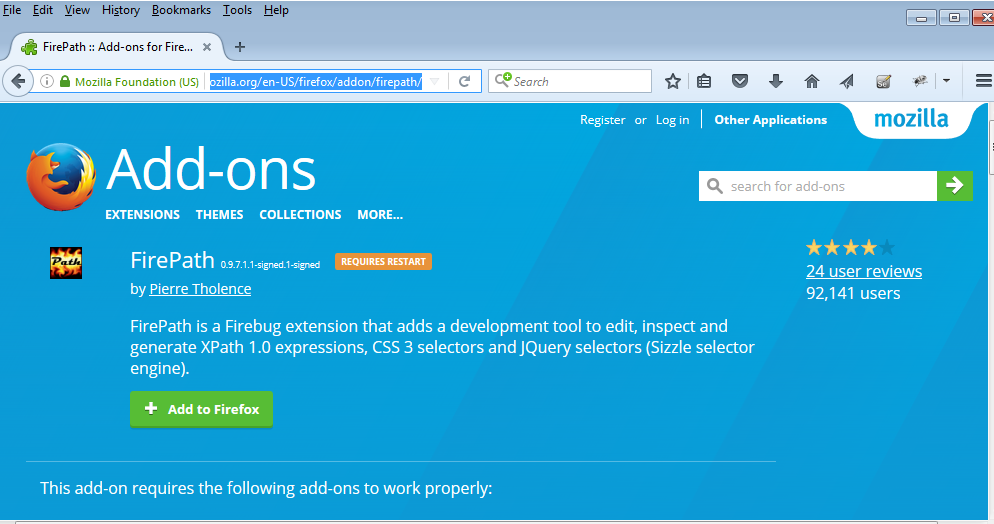 File Edit View History Bookmarks Tools Help
FirePath :: Add-ons for Fire...
Mozilla Foundation (US) ozilla.org/en-US/firefox/addon/firepath/ Search
Register or Log in Other Applications mozilla
Add-ons
search for add-ons
EXTENSIONS THEMES COLLECTIONS MORE...
Path FirePath 0.9.7.1.1-signed.1-signed REQUIRES RESTART
by Pierre Tholence
24 user reviews
92,141 users
FirePath is a Firebug extension that adds a development tool to edit, inspect and
generate XPath 1.0 expressions, CSS 3 selectors and JQuery selectors (Sizzle selector
engine).
Add to Firefox
This add-on requires the following add-ons to work properly: